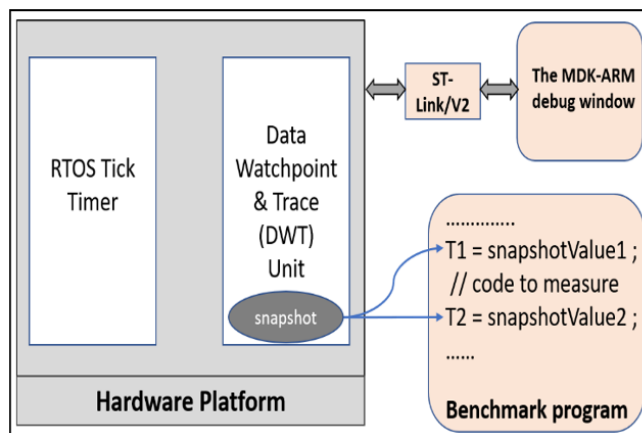 RTOS Tick
Timer
Data
Watchpoint
& Trace
(DWT)
Unit
snapshot
Hardware Platform
ST-
Link/V2
The MDK-ARM
debug window
..............
T1 = snapshotValue1 ;
// code to measure
T2 = snapshotValue2 ;
......
Benchmark program